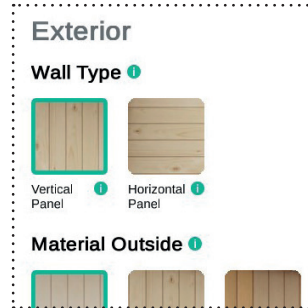 Exterior
Wall Type
Vertical Panel
Horizontal Panel
Material Outside